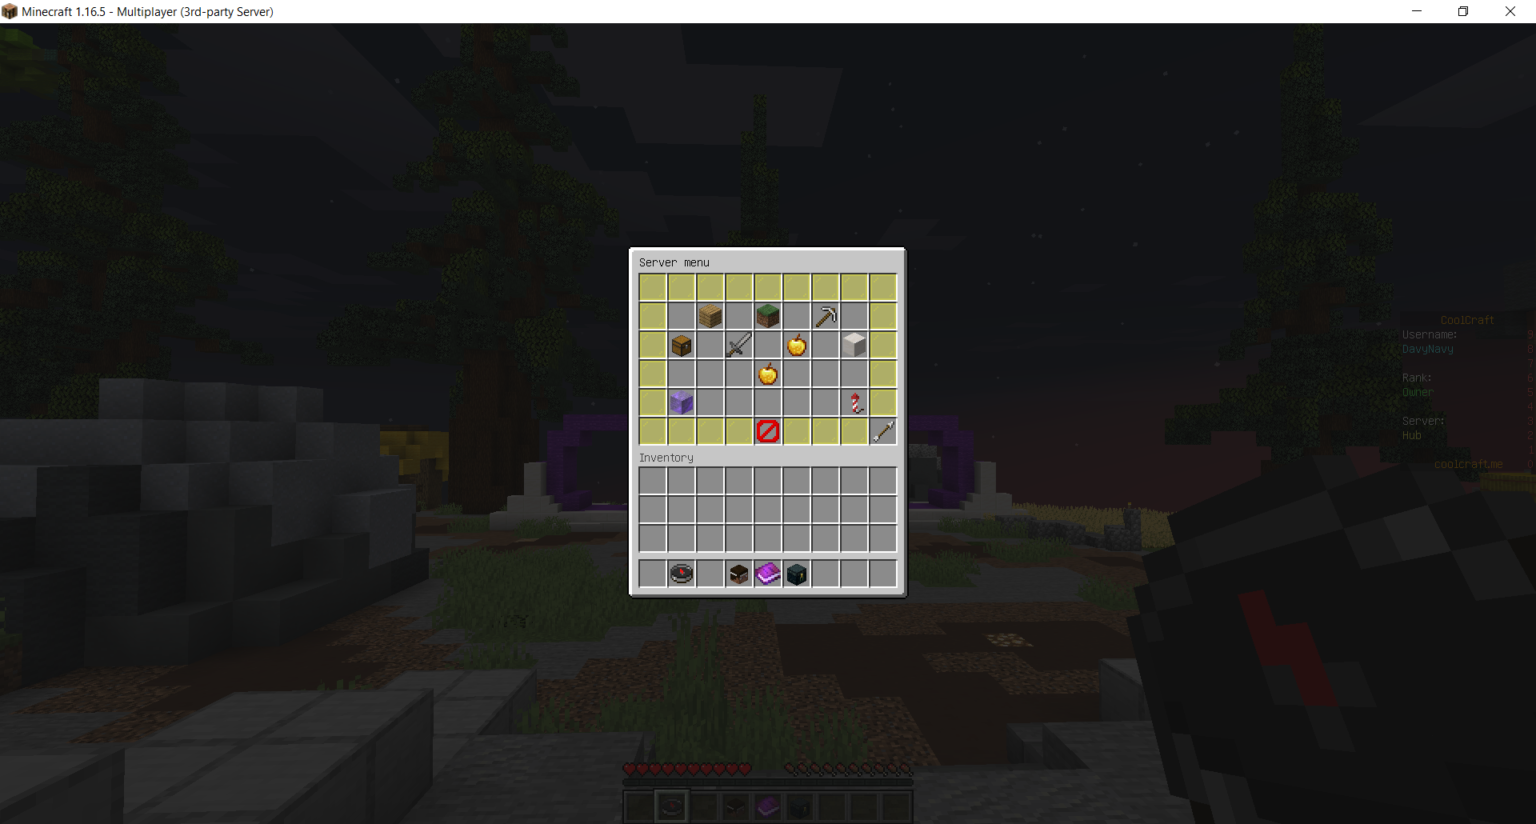 Minecraft 1.16.5 - Multiplayer (3rd-party Server)
Server menu
Inventory
CoolCraft
Username:
DavyNavy
Rank:
Owner
Server:
Hub
coolcraft.me